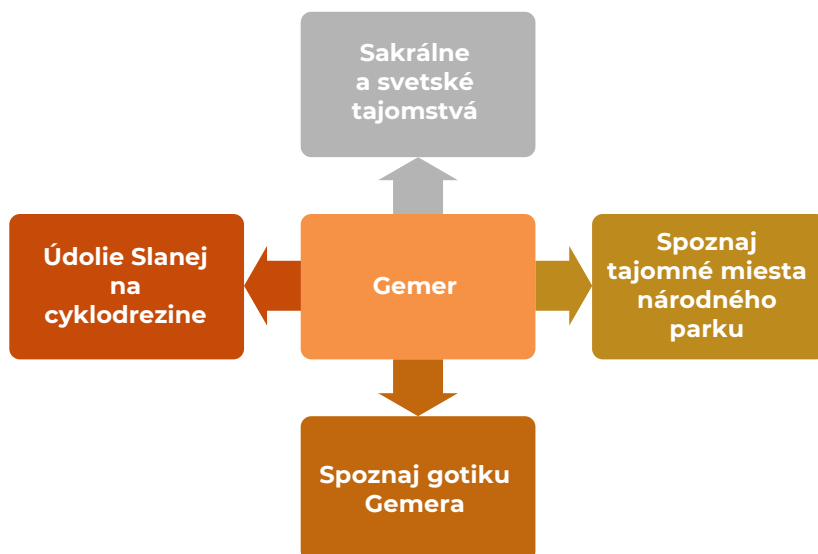 Sakrálne
a svetské
tajomstvá
Údolie Slanej
na
cyklodrezine
Gemer
Spoznaj
tajomné miesta
národného
parku
Spoznaj gotiku
Gemera